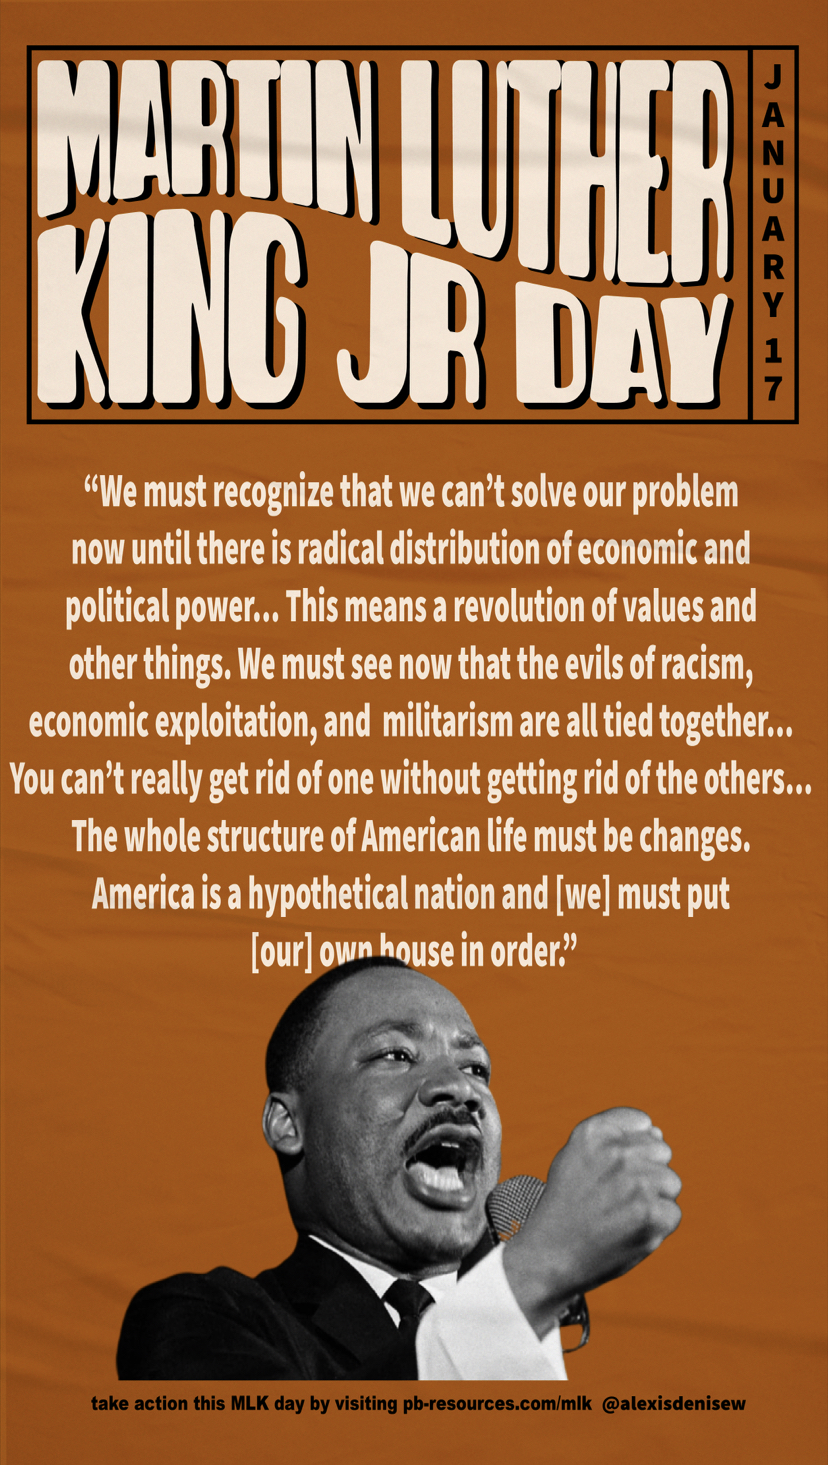 MARTIN LUTHER
KING JR DAY
JANUARY 17
“We must recognize that we can’t solve our problem
now until there is radical distribution of economic and
political power... This means a revolution of values and
other things. We must see now that the evils of racism,
economic exploitation, and militarism are all tied together...
You can’t really get rid of one without getting rid of the others...
The whole structure of American life must be changes.
America is a hypothetical nation and [we] must put
[our] own house in order.”
take action this MLK day by visiting pb-resources.com/mlk @alexisdenisew